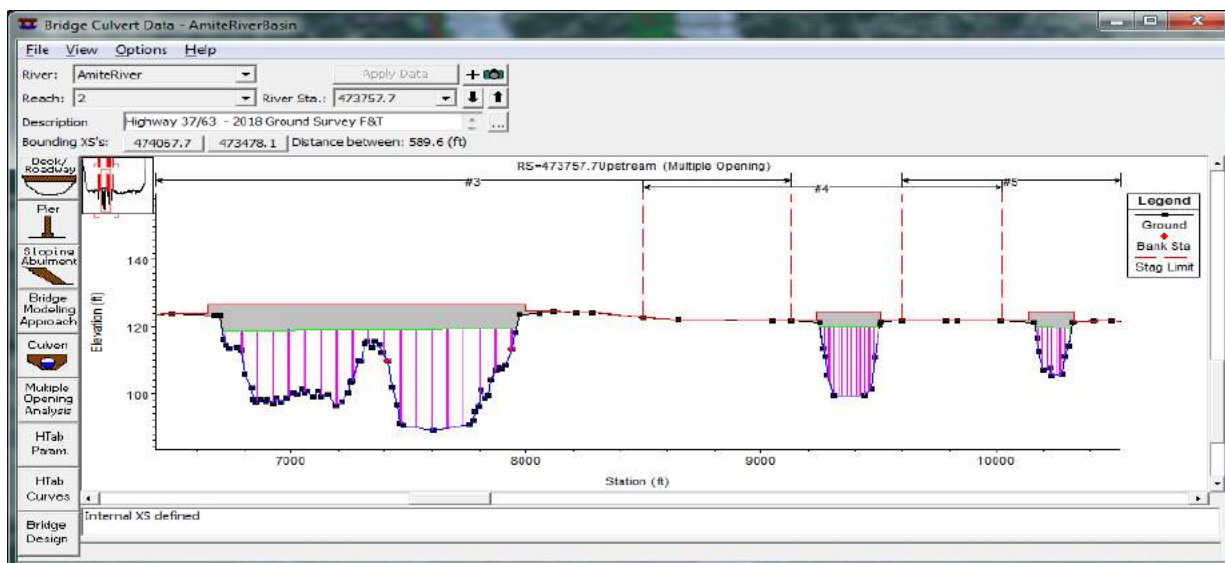 Bridge Culvert Data - AmiteRiverBasin
File View Options Help
River: AmiteRiver Apply Data
Reach: 2 River Sta.: 473757.7
Description Highway 37/63 - 2018 Ground Survey F&T ...
Bounding XS's: 474067.7 473478.1 Distance between: 589.6 (ft)
Deck/
Roadway
Pier
Sloping
Abutment
Bridge
Modeling
Approach
Culvert
Multiple
Opening
Analysis
HTab
Param.
HTab
Curves
Bridge
Design
RS=473757.7Upstream (Multiple Opening)
#3
#4
#5
Legend
Ground
Bank Sta
Stag Limit
Elevation (ft)
140
120
100
7000 8000 9000 10000
Station (ft)
Internal XS defined